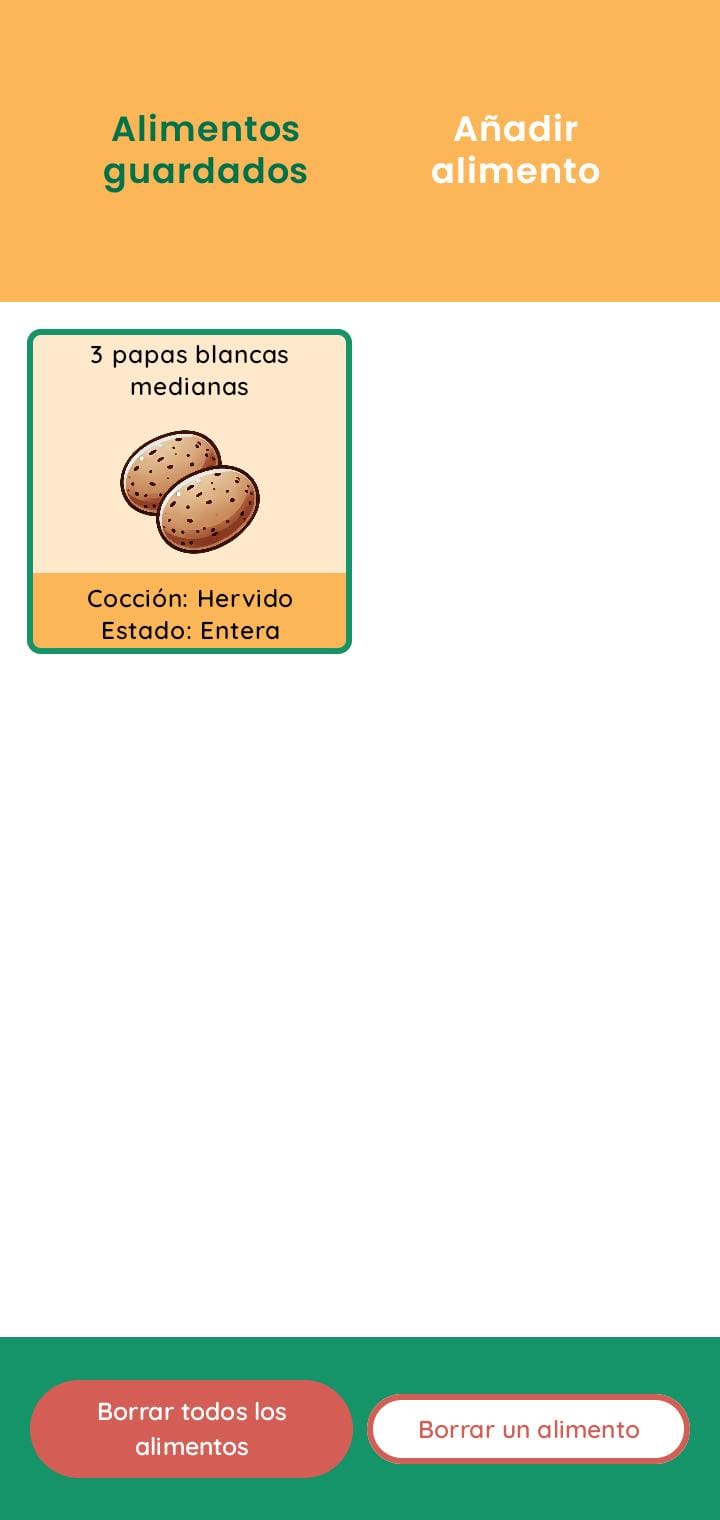 Alimentos
guardados
Añadir
alimento
3 papas blancas
medianas
Cocción: Hervido
Estado: Entera
Borrar todos los
alimentos
Borrar un alimento